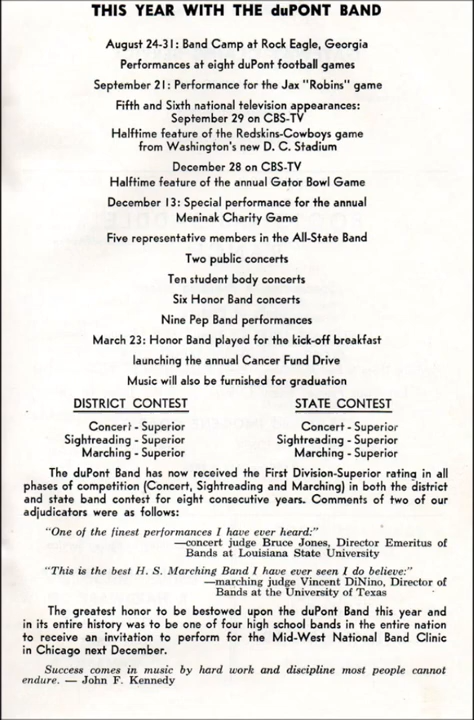 THIS YEAR WITH THE duPONT BAND
August 24-31: Band Camp at Rock Eagle, Georgia
Performances at eight duPont football games
September 21: Performance for the Jax "Robins" game
Fifth and Sixth national television appearances:
September 29 on CBS-TV
Halftime feature of the Redskins-Cowboys game
from Washington's new D. C. Stadium
December 28 on CBS-TV
Halftime feature of the annual Gator Bowl Game
December 13: Special performance for the annual
Meninak Charity Game
Five representative members in the All-State Band
Two public concerts
Ten student body concerts
Six Honor Band concerts
Nine Pep Band performances
March 23: Honor Band played for the kick-off breakfast
launching the annual Cancer Fund Drive
Music will also be furnished for graduation
DISTRICT CONTEST
Concert - Superior
Sightreading - Superior
Marching - Superior
STATE CONTEST
Concert - Superior
Sightreading - Superior
Marching - Superior
The duPont Band has now received the First Division-Superior rating in all
phases of competition (Concert, Sightreading and Marching) in both the district
and state band contest for eight consecutive years. Comments of two of our
adjudicators were as follows:
"One of the finest performances I have ever heard:"
—concert judge Bruce Jones, Director Emeritus of
Bands at Louisiana State University
"This is the best H. S. Marching Band I have ever seen I do believe:"
—marching judge Vincent DiNino, Director of
Bands at the University of Texas
The greatest honor to be bestowed upon the duPont Band this year and
in its entire history was to be one of four high school bands in the entire nation
to receive an invitation to perform for the Mid-West National Band Clinic
in Chicago next December.
Success comes in music by hard work and discipline most people cannot
endure. — John F. Kennedy